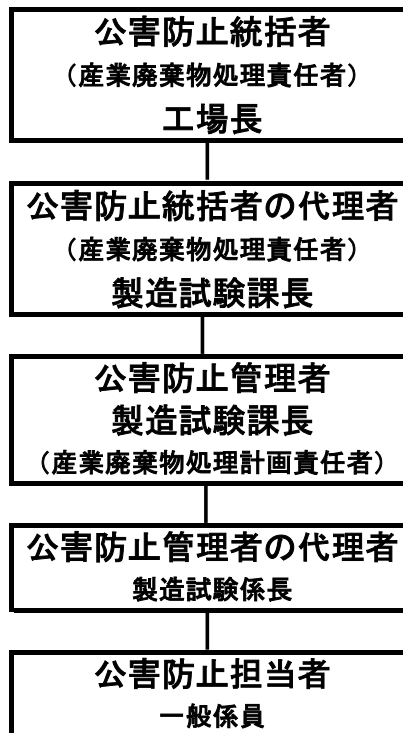 公害防止統括者
（産業廃棄物処理責任者）
工場長
公害防止統括者の代理者
（産業廃棄物処理責任者）
製造試験課長
公害防止管理者
製造試験課長
（産業廃棄物処理計画責任者）
公害防止管理者の代理者
製造試験係長
公害防止担当者
一般係員